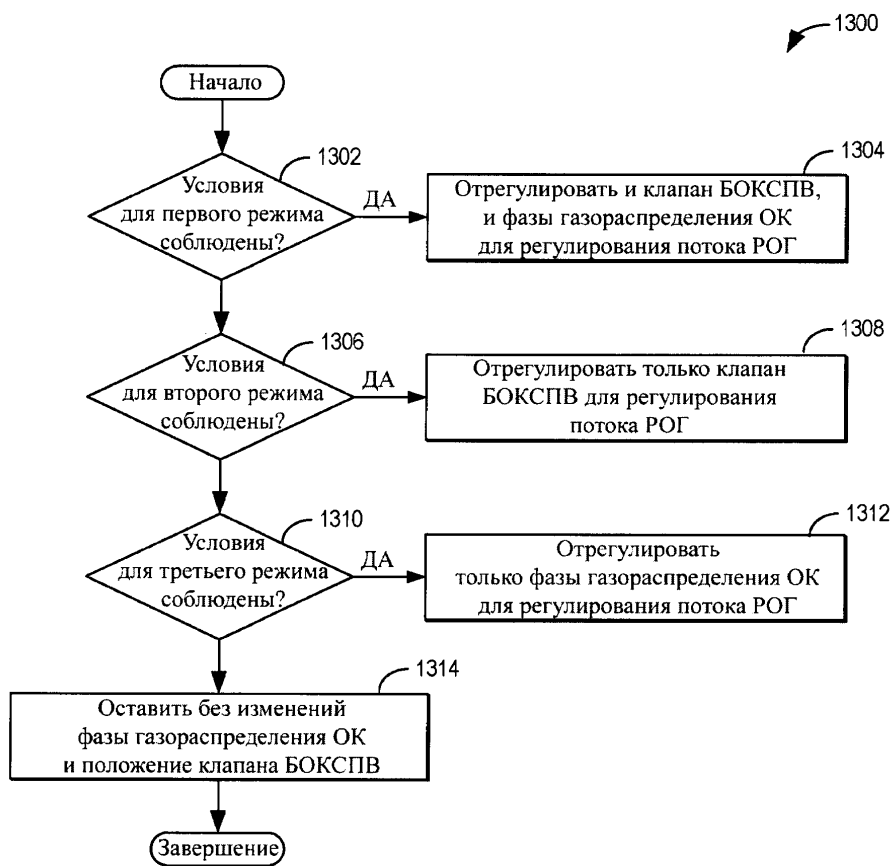 1300
Начало
1302
Условия
для первого режима
соблюдены?
ДА
1304
Отрегулировать и клапан БОКСПВ,
и фазы газораспределения ОК
для регулирования потока РОГ
1306
Условия
для второго режима
соблюдены?
ДА
1308
Отрегулировать только клапан
БОКСПВ для регулирования
потока РОГ
1310
Условия
для третьего режима
соблюдены?
ДА
1312
Отрегулировать
только фазы газораспределения ОК
для регулирования потока РОГ
1314
Оставить без изменений
фазы газораспределения ОК
и положение клапана БОКСПВ
Завершение